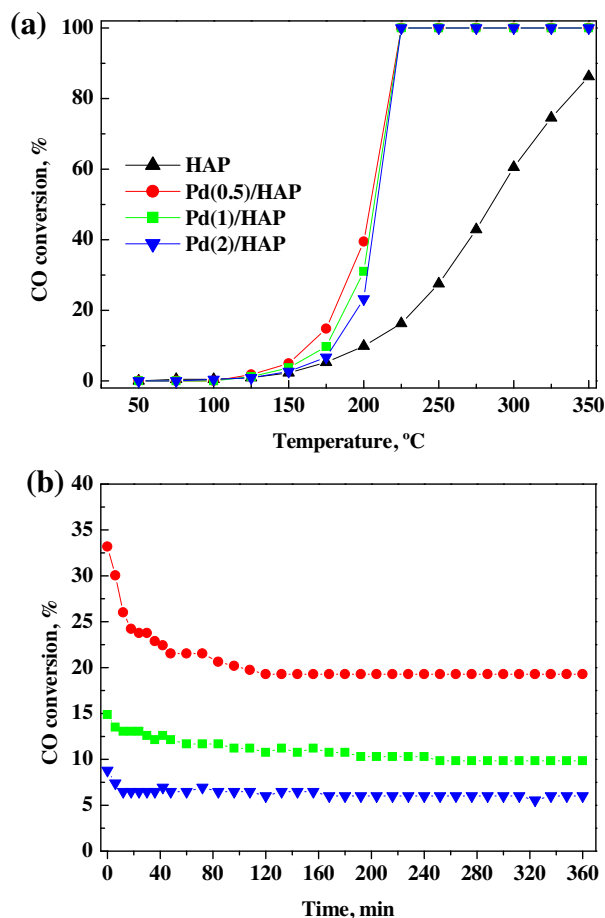 (a)
100
80
60
40
20
0
CO conversion, %
HAP
Pd(0.5)/HAP
Pd(1)/HAP
Pd(2)/HAP
50 100 150 200 250 300 350
Temperature, ºC
(b)
40
35
30
25
20
15
10
5
0
CO conversion, %
0 40 80 120 160 200 240 280 320 360
Time, min